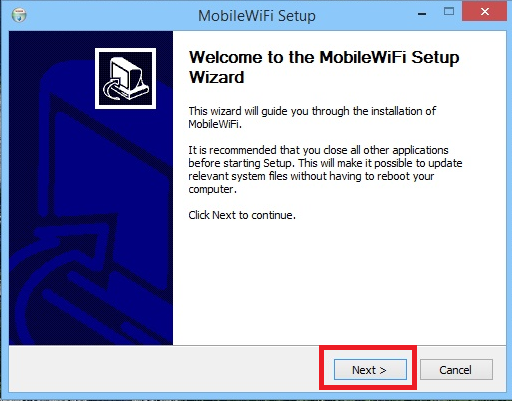 MobileWiFi Setup
Welcome to the MobileWiFi Setup
Wizard
This wizard will guide you through the installation of
MobileWiFi.
It is recommended that you close all other applications
before starting Setup. This will make it possible to update
relevant system files without having to reboot your
computer.
Click Next to continue.
Next >
Cancel